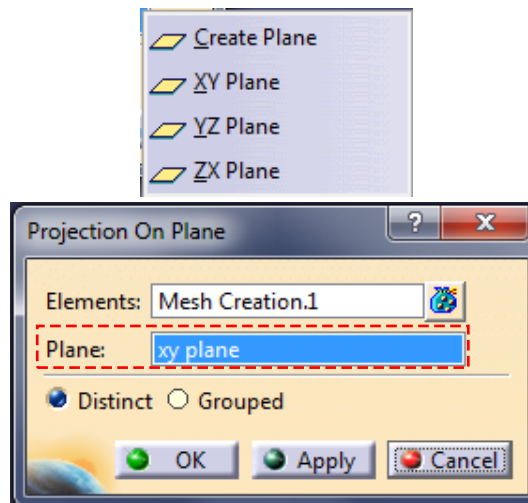 Create Plane
XY Plane
YZ Plane
ZX Plane
Projection On Plane ? X
Elements: Mesh Creation.1
Plane: xy plane
Distinct Grouped
OK Apply Cancel